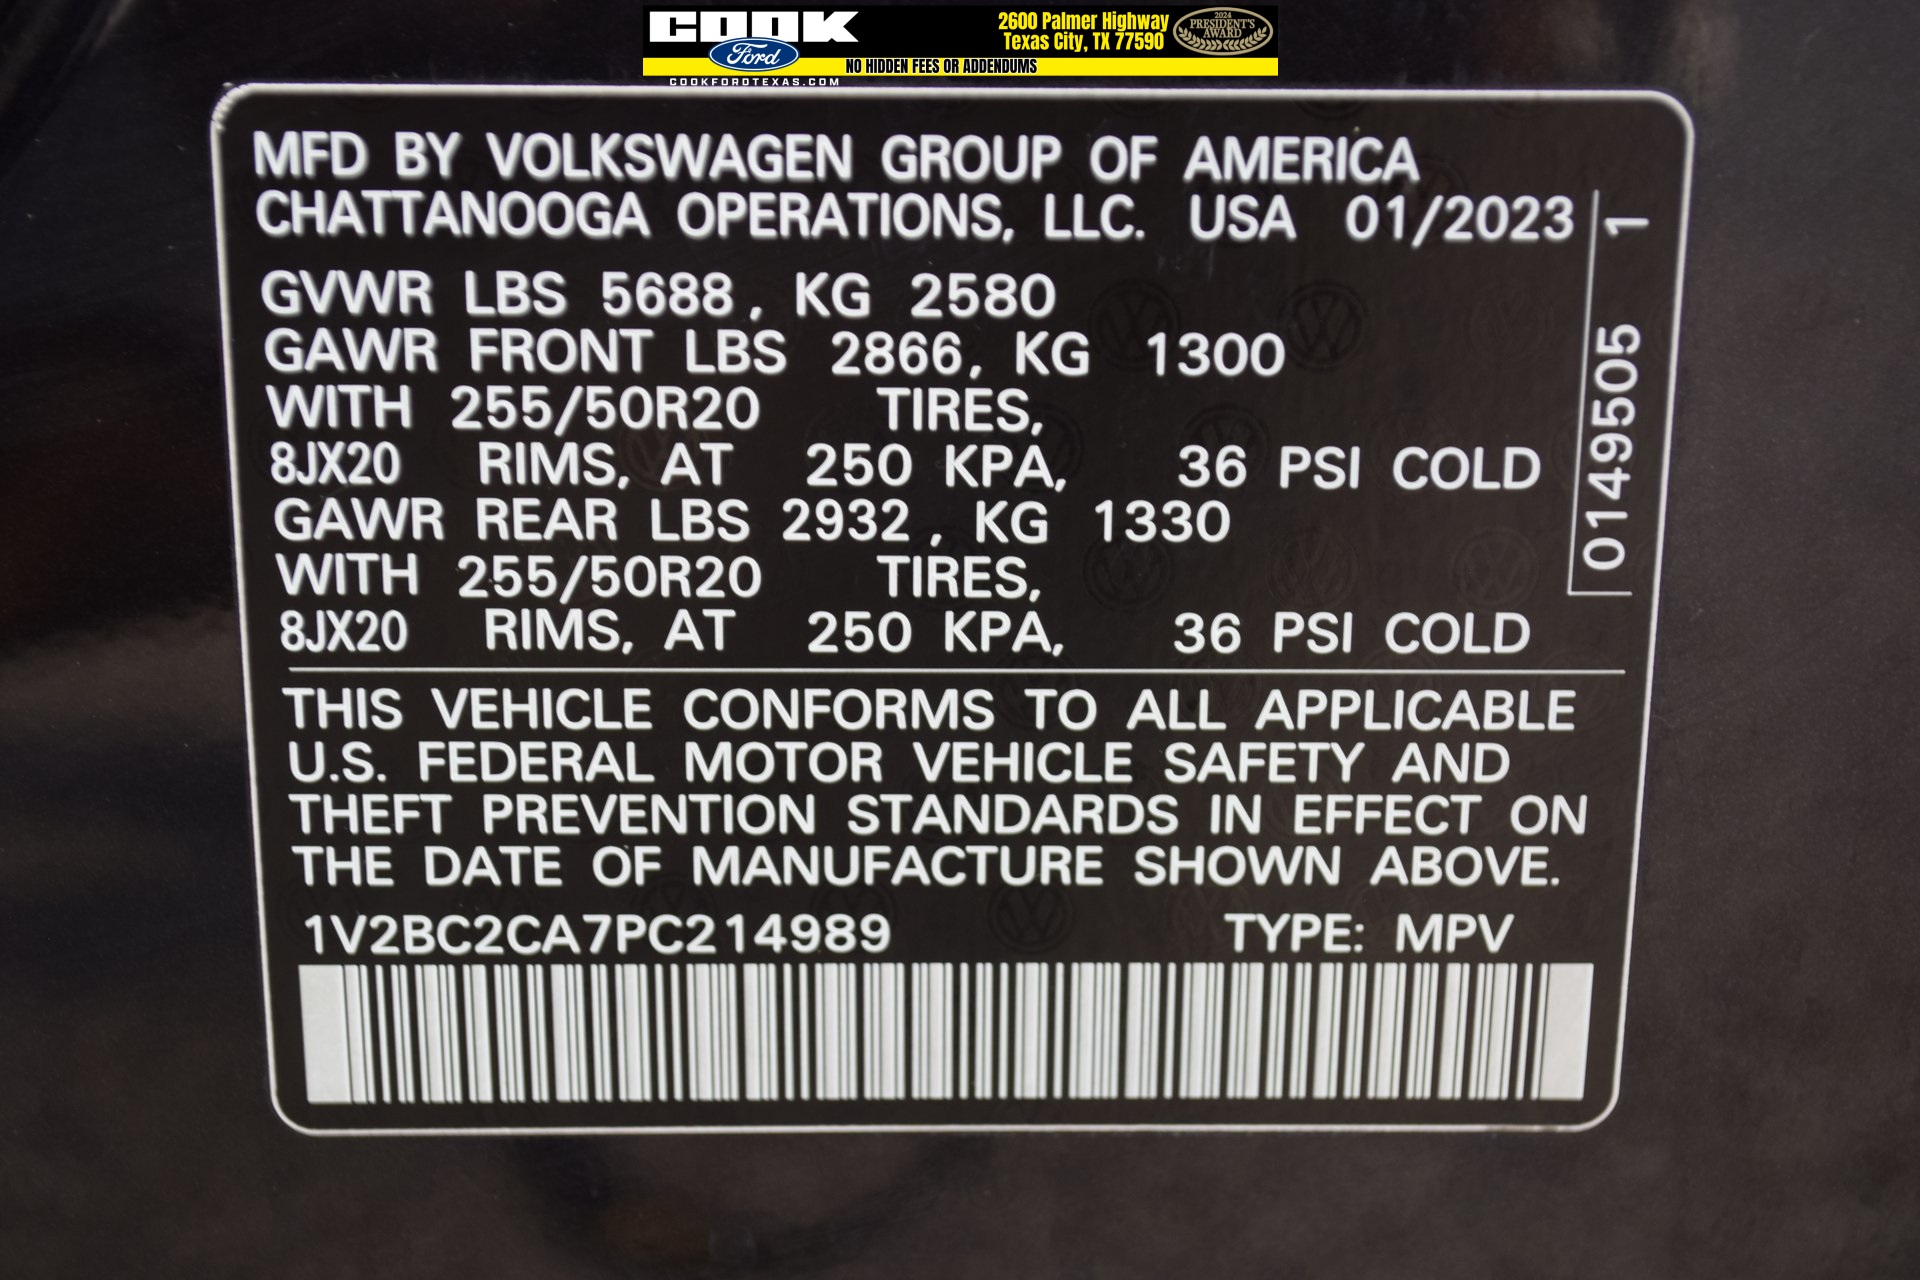 COOK
Ford
COOKFORDTEXAS.COM
2600 Palmer Highway
Texas City, TX 77590
2024
PRESIDENT'S
AWARD
NO HIDDEN FEES OR ADDENDUMS
MFD BY VOLKSWAGEN GROUP OF AMERICA
CHATTANOOGA OPERATIONS, LLC. USA 01/2023
GVWR LBS 5688, KG 2580
GAWR FRONT LBS 2866, KG 1300
WITH 255/50R20 TIRES,
8JX20 RIMS, AT 250 KPA, 36 PSI COLD
GAWR REAR LBS 2932, KG 1330
WITH 255/50R20 TIRES,
8JX20 RIMS, AT 250 KPA, 36 PSI COLD
0149505 1
THIS VEHICLE CONFORMS TO ALL APPLICABLE
U.S. FEDERAL MOTOR VEHICLE SAFETY AND
THEFT PREVENTION STANDARDS IN EFFECT ON
THE DATE OF MANUFACTURE SHOWN ABOVE.
1V2BC2CA7PC214989 TYPE: MPV